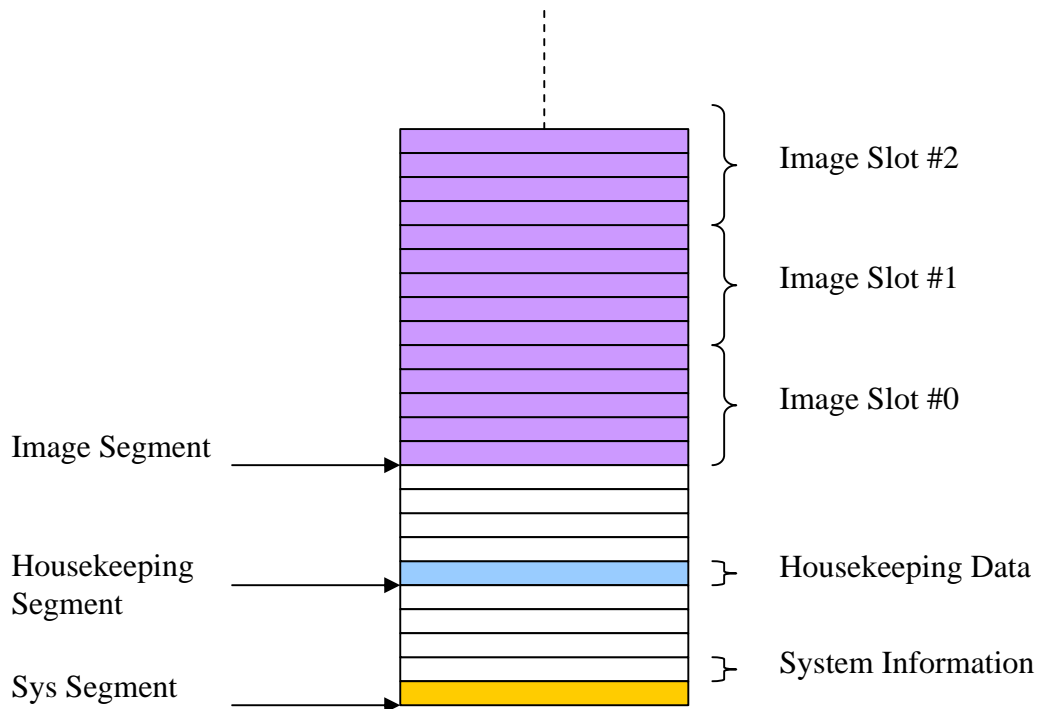 Image Slot #2
Image Slot #1
Image Slot #0
Image Segment
Housekeeping
Segment
Housekeeping Data
System Information
Sys Segment